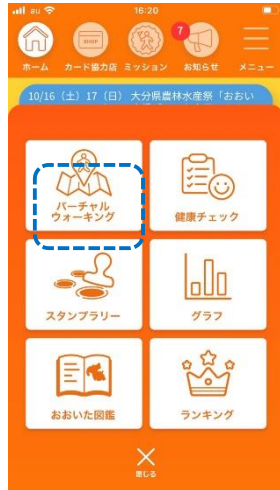 au
16:20
SHOP
7
ホーム
カード協力店
ミッション
お知らせ
メニュー
10/16（土）17（日） 大分県農林水産祭「おおい
バーチャル
ウォーキング
健康チェック
スタンプラリー
グラフ
おおいた図鑑
ランキング
閉じる